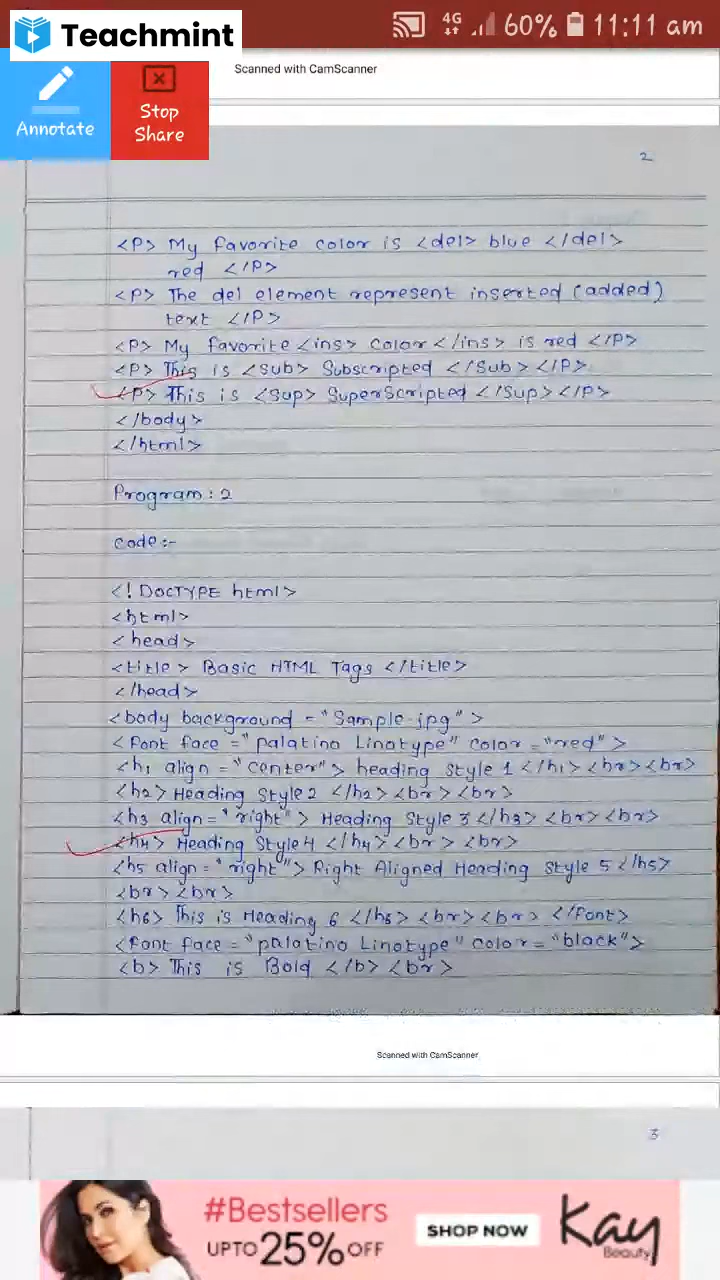 Teachmint
4G 60% 11:11 am
Annotate
Stop
Share
Scanned with CamScanner
2
<P> My favorite color is <del> blue </del>
red </P>
<P> The del element represent inserted (added)
text </P>
<P> My favorite <ins> color </ins> is red </P>
<P> This is <sub> Subscripted </Sub> </P>
<P> This is <Sup> SuperScripted </Sup> </P>
</body>
</html>
Program : 2
code :-
<! DOCTYPE html>
<html>
<head>
<title> Basic HTML Tags </title>
</head>
<body background = "Sample.jpg">
<font face = "palatino Linotype" color = "red">
<h1 align = "center"> heading Style 1 </h1> <br> <br>
<h2> Heading Style 2 </h2> <br> <br>
<h3 align = "right"> Heading Style 3 </h3> <br> <br>
<h4> Heading Style 4 </h4> <br> <br>
<h5 align = "right"> Right Aligned Heading Style 5 </h5>
<br> <br>
<h6> This is Heading 6 </h6> <br> <br> </Font>
<font face = "palatino Linotype" color = "black">
<b> This is Bold </b> <br>
Scanned with CamScanner
3
#Bestsellers
UPTO 25% OFF
SHOP NOW
Kay
Beauty